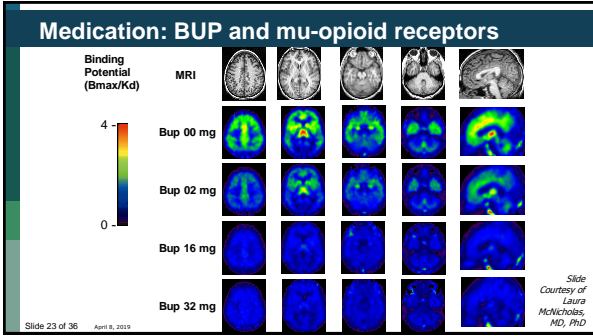 Medication: BUP and mu-opioid receptors
Binding
Potential
(Bmax/Kd)
MRI
4 -
0 -
Bup 00 mg
Bup 02 mg
Bup 16 mg
Bup 32 mg
Slide
Courtesy of
Laura
McNicholas,
MD, PhD
Slide 23 of 36 April 8, 2019